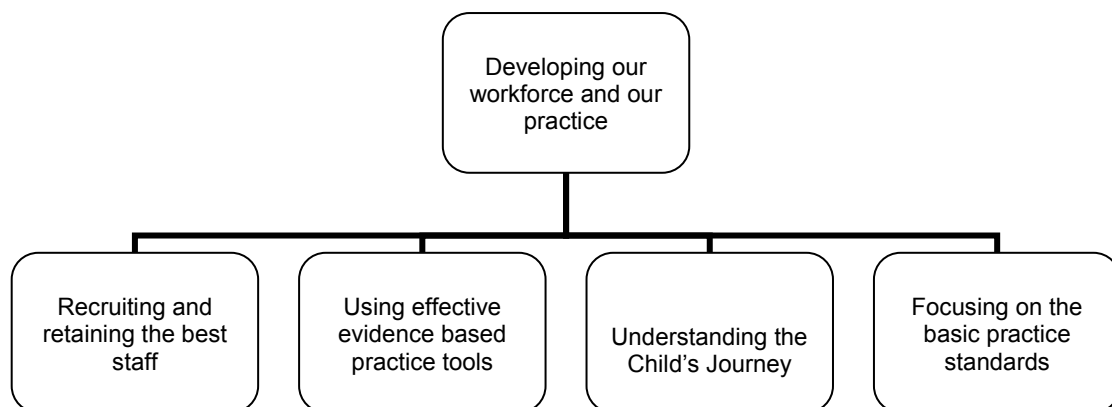 Developing our
workforce and our
practice
Recruiting and
retaining the best
staff
Using effective
evidence based
practice tools
Understanding the
Child’s Journey
Focusing on the
basic practice
standards